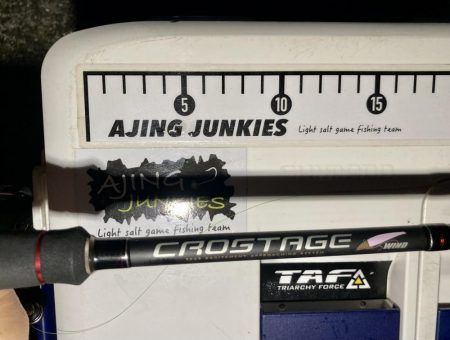 5 10 15
AJING JUNKIES Light salt game fishing team
AJING
JUNKIES
Light salt game fishing team
CROSTAGE WIND
TAF
TRIARCHY FORCE